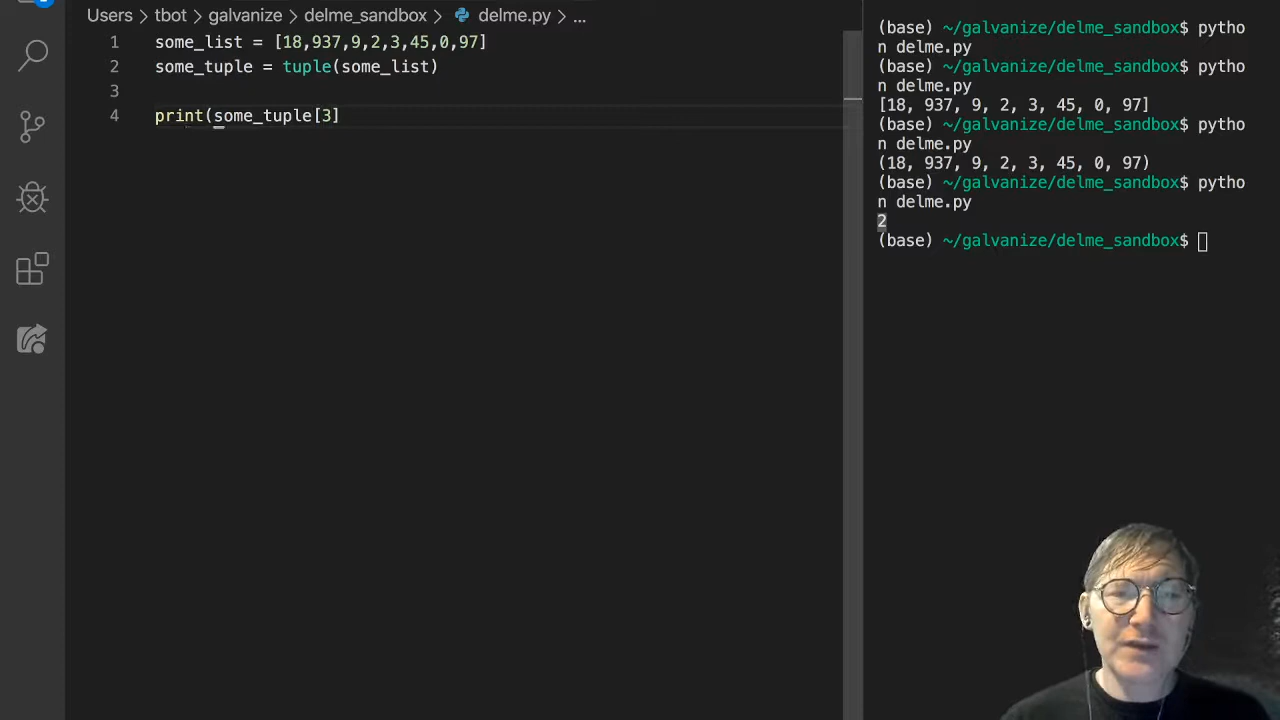 Users > tbot > galvanize > delme_sandbox > delme.py > ...
1 some_list = [18,937,9,2,3,45,0,97]
2 some_tuple = tuple(some_list)
3
4 print(some_tuple[3]
(base) ~/galvanize/delme_sandbox$ pytho
n delme.py
(base) ~/galvanize/delme_sandbox$ pytho
n delme.py
[18, 937, 9, 2, 3, 45, 0, 97]
(base) ~/galvanize/delme_sandbox$ pytho
n delme.py
(18, 937, 9, 2, 3, 45, 0, 97)
(base) ~/galvanize/delme_sandbox$ pytho
n delme.py
2
(base) ~/galvanize/delme_sandbox$